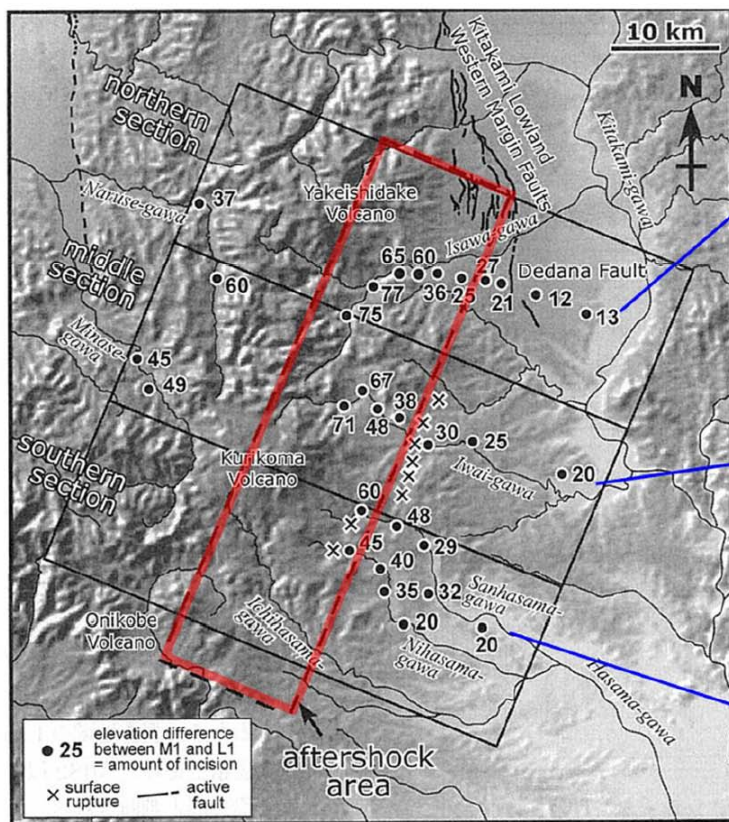 10 km
N
Kitakami Lowland
Western Margin Faults
Kitakami-gawa
northern
section
Naruse-gawa
37
Yakeishidake
Volcano
Isawa-gawa
65
60
36
25
27
21
Dedana Fault
12
13
77
75
60
middle
section
Minase-
gawa
45
49
67
71
48
38
30
25
20
Iwai-gawa
southern
section
Kurikoma
Volcano
60
48
45
29
40
35
32
20
20
Sanhasama-
gawa
Nihasama-
gawa
Hasama-gawa
Ichihasama-
gawa
Onikobe
Volcano
aftershock
area
25
elevation difference
between M1 and L1
= amount of incision
surface
rupture
active
fault